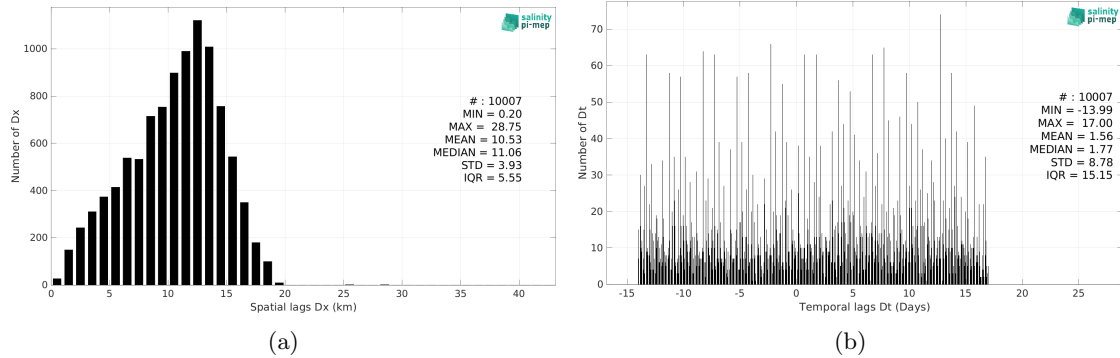 salinity
pi-mep
1000
800
600
400
200
0
Number of Dx
# : 10007
MIN = 0.20
MAX = 28.75
MEAN = 10.53
MEDIAN = 11.06
STD = 3.93
IQR = 5.55
0 5 10 15 20 25 30 35 40
Spatial lags Dx (km)
(a)
salinity
pi-mep
70
60
50
40
30
20
10
0
Number of Dt
# : 10007
MIN = -13.99
MAX = 17.00
MEAN = 1.56
MEDIAN = 1.77
STD = 8.78
IQR = 15.15
-15 -10 -5 0 5 10 15 20 25
Temporal lags Dt (Days)
(b)